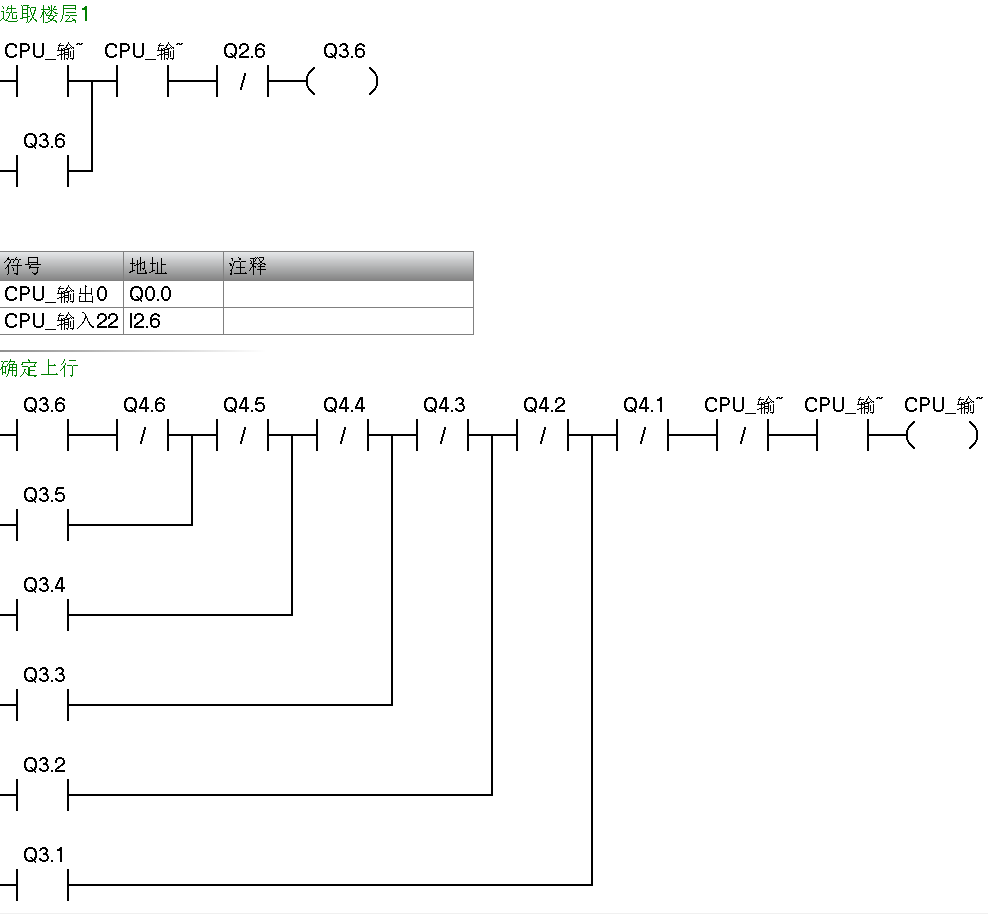 选取楼层1
CPU_输~ CPU_输~ Q2.6 Q3.6
/
Q3.6
符号 地址 注释
CPU_输出0 Q0.0
CPU_输入22 I2.6
确定上行
Q3.6 Q4.6 Q4.5 Q4.4 Q4.3 Q4.2 Q4.1 CPU_输~ CPU_输~ CPU_输~
/ / / / / / /
Q3.5
Q3.4
Q3.3
Q3.2
Q3.1